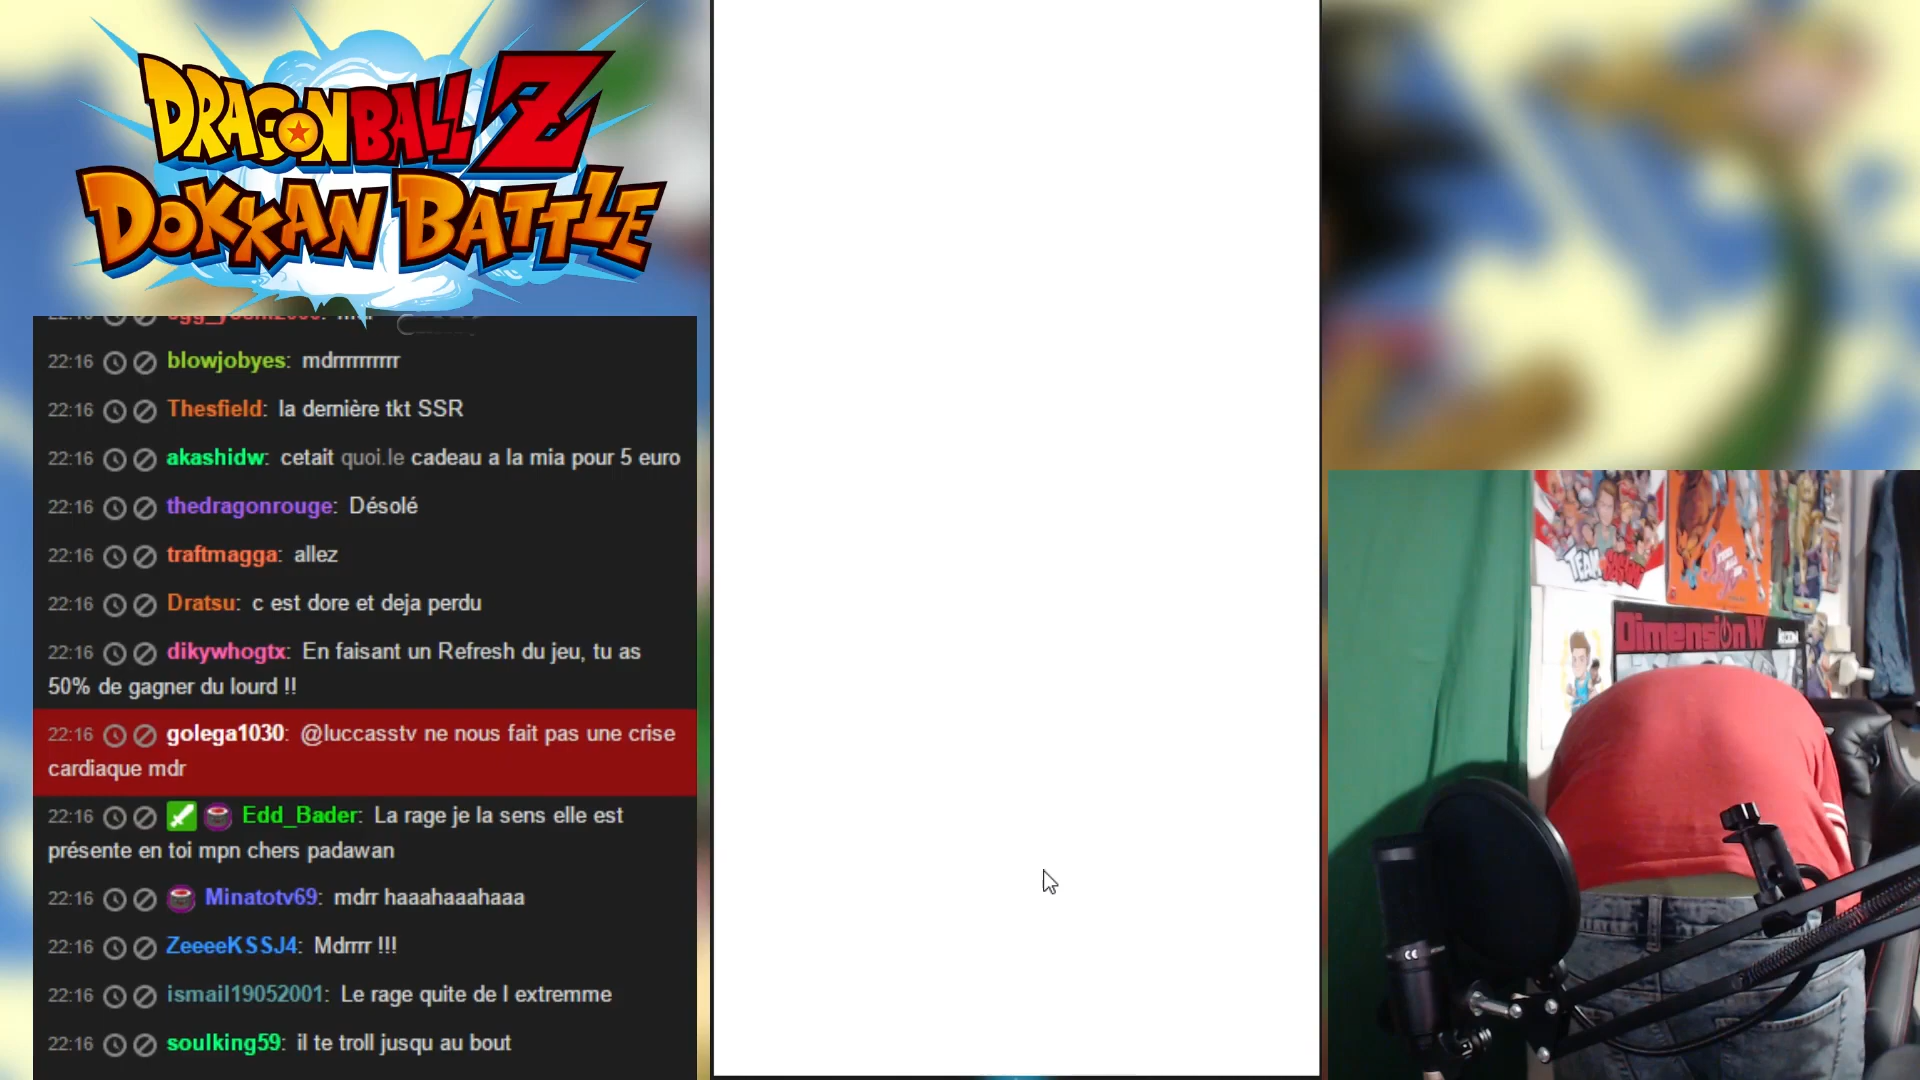 DRAGONBALL Z
DOKKAN BATTLE
22:16 blowjobyes: mdrrrrrrrrr
22:16 Thesfield: la dernière tkt SSR
22:16 akashidw: cetait quoi.le cadeau a la mia pour 5 euro
22:16 thedragonrouge: Désolé
22:16 traftmagga: allez
22:16 Dratsu: c est dore et deja perdu
22:16 dikywhogtx: En faisant un Refresh du jeu, tu as
50% de gagner du lourd !!
22:16 golega1030: @luccasstv ne nous fait pas une crise
cardiaque mdr
22:16 Edd_Bader: La rage je la sens elle est
présente en toi mpn chers padawan
22:16 Minatotv69: mdrr haaahaaahaaa
22:16 ZeeeeKSSJ4: Mdrrrr !!!
22:16 ismail19052001: Le rage quite de l extremme
22:16 soulking59: il te troll jusqu au bout
TEAM
Dimension W